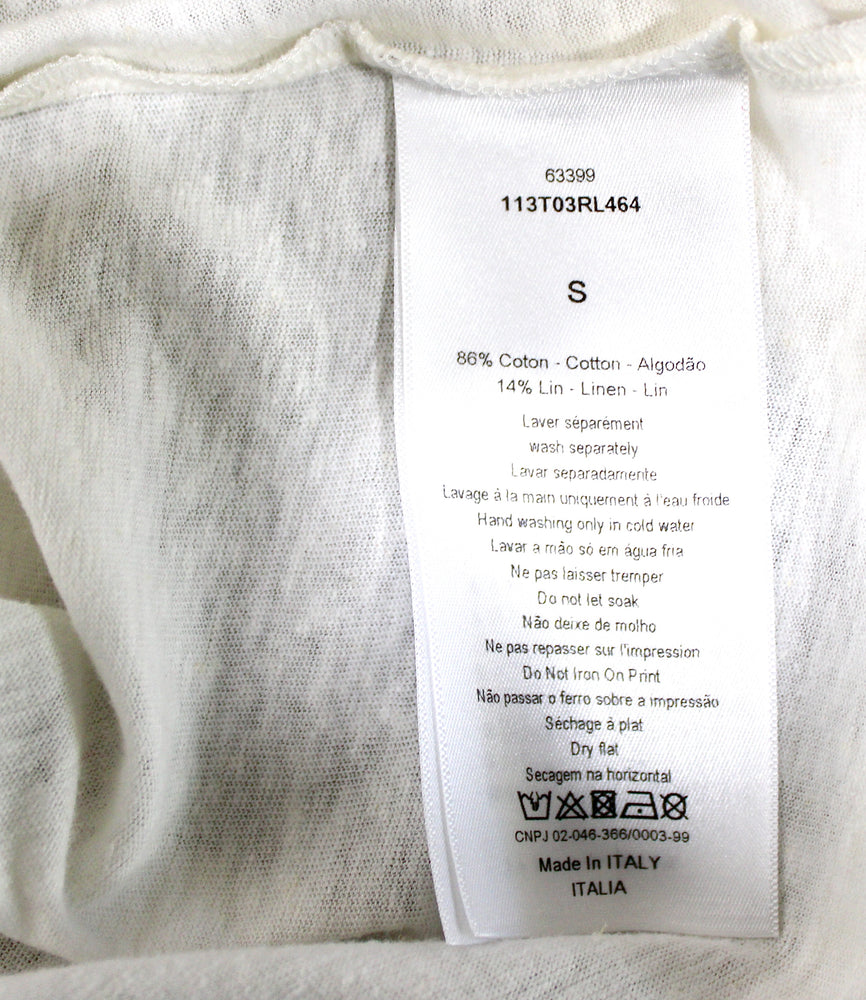 63399
113T03RL464
S
86% Coton - Cotton - Algodão
14% Lin - Linen - Lin
Laver séparément
wash separately
Lavar separadamente
Lavage à la main uniquement à l'eau froide
Hand washing only in cold water
Lavar a mão só em água fria
Ne pas laisser tremper
Do not let soak
Não deixe de molho
Ne pas repasser sur l'impression
Do Not Iron On Print
Não passar o ferro sobre a impressão
Séchage à plat
Dry flat
Secagem na horizontal
CNPJ 02-046-366/0003-99
Made In ITALY
ITALIA